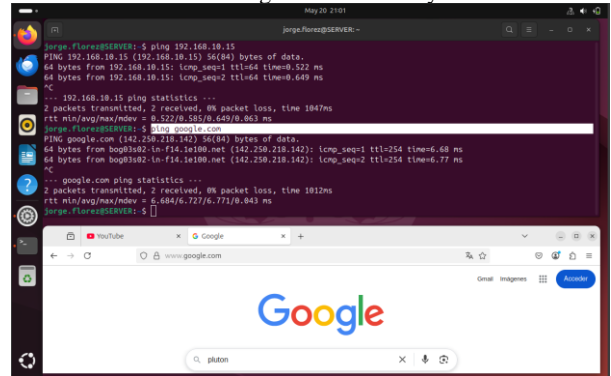 May 20 21:01
jorge.florez@SERVER: ~
jorge.florez@SERVER:~$ ping 192.168.10.15
PING 192.168.10.15 (192.168.10.15) 56(84) bytes of data.
64 bytes from 192.168.10.15: icmp_seq=1 ttl=64 time=0.522 ms
64 bytes from 192.168.10.15: icmp_seq=2 ttl=64 time=0.649 ms
^C
--- 192.168.10.15 ping statistics ---
2 packets transmitted, 2 received, 0% packet loss, time 1047ms
rtt min/avg/max/mdev = 0.522/0.585/0.649/0.063 ms
jorge.florez@SERVER:~$ ping google.com
PING google.com (142.250.218.142) 56(84) bytes of data.
64 bytes from bog03s02-in-f14.1e100.net (142.250.218.142): icmp_seq=1 ttl=254 time=6.68 ms
64 bytes from bog03s02-in-f14.1e100.net (142.250.218.142): icmp_seq=2 ttl=254 time=6.77 ms
^C
--- google.com ping statistics ---
2 packets transmitted, 2 received, 0% packet loss, time 1012ms
rtt min/avg/max/mdev = 6.684/6.727/6.771/0.043 ms
jorge.florez@SERVER:~$
YouTube Google
www.google.com
Gmail Imágenes Acceder
Google
pluton